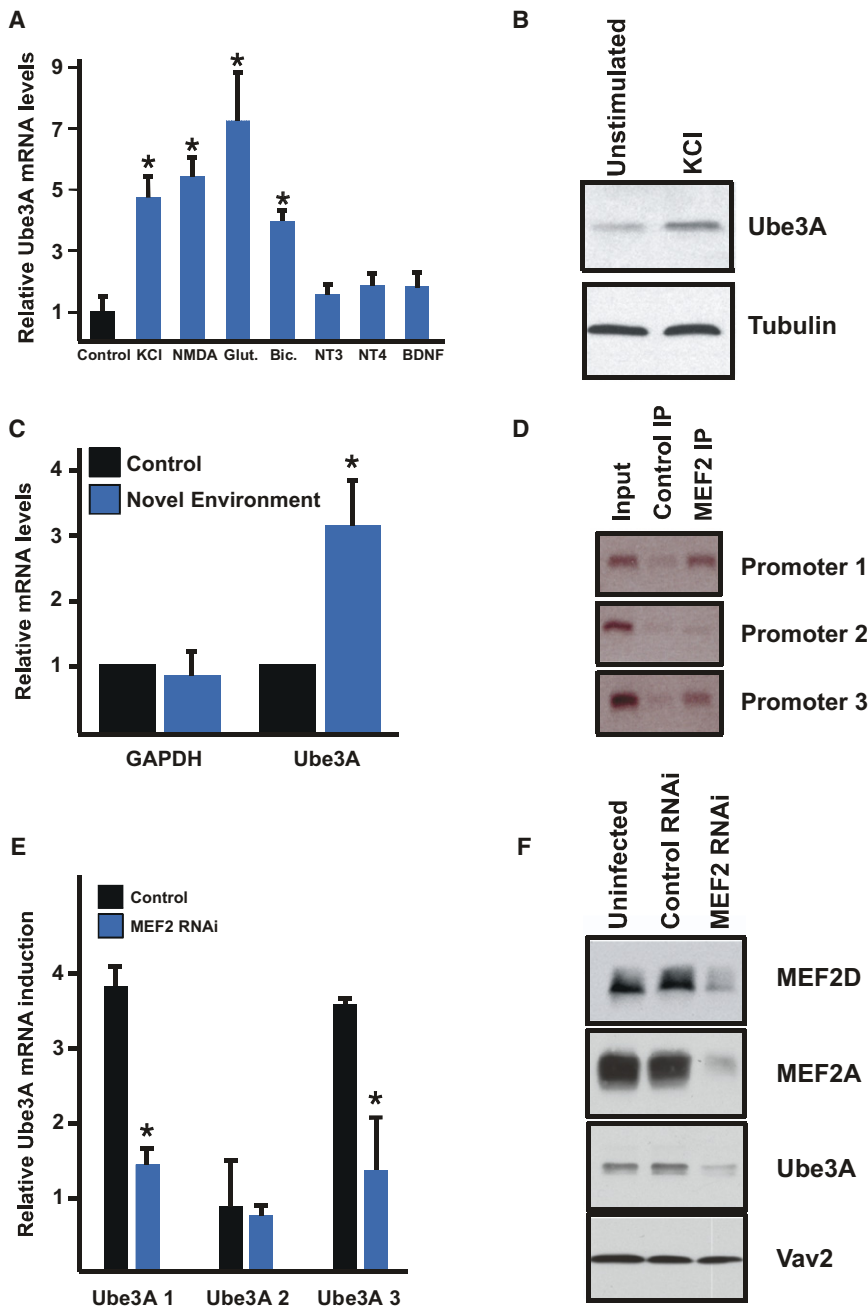 A
Relative Ube3A mRNA levels
9
7
5
3
1
* * * *
Control KCl NMDA Glut. Bic. NT3 NT4 BDNF
B
Unstimulated
KCl
Ube3A
Tubulin
C
Relative mRNA levels
4
3
2
1
Control
Novel Environment
*
GAPDH Ube3A
D
Input
Control IP
MEF2 IP
Promoter 1
Promoter 2
Promoter 3
E
Relative Ube3A mRNA induction
4
3
2
1
Control
MEF2 RNAi
* *
Ube3A 1 Ube3A 2 Ube3A 3
F
Uninfected
Control RNAi
MEF2 RNAi
MEF2D
MEF2A
Ube3A
Vav2